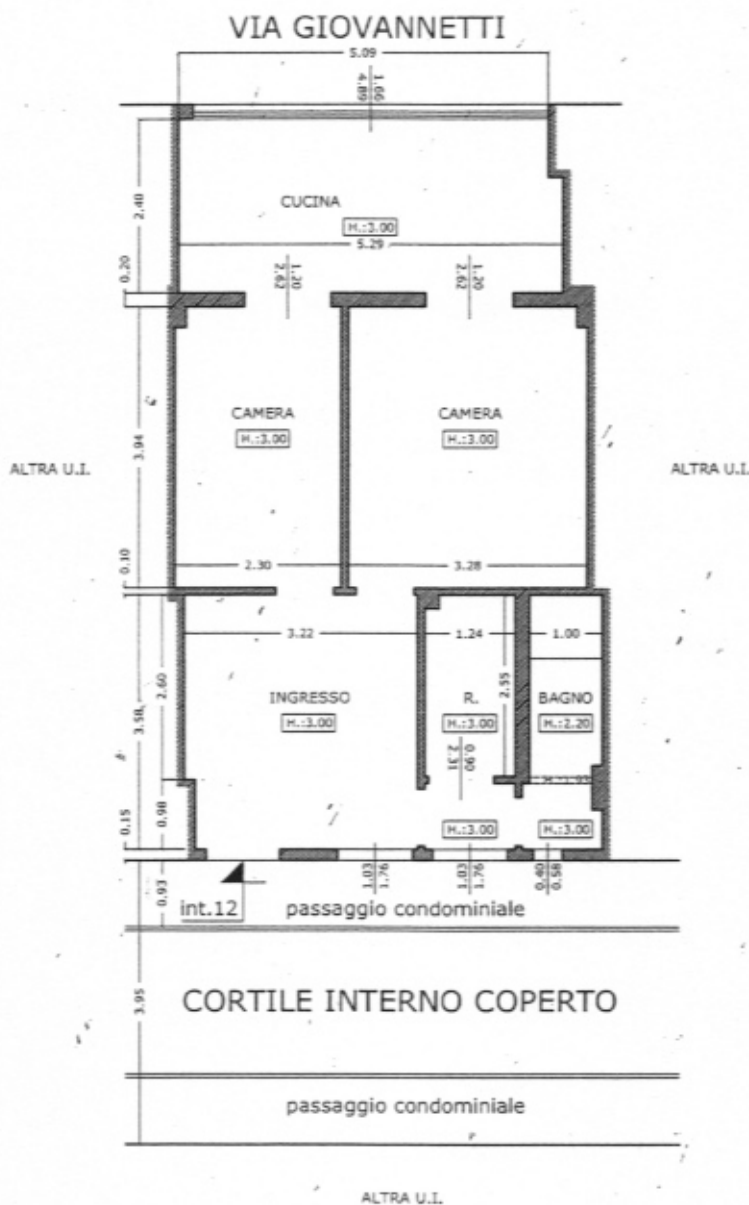 VIA GIOVANNETTI
5.09
1.66
4.89
2.40
CUCINA
H.:3.00
5.29
0.20
1.20
2.62
1.20
2.62
CAMERA
H.:3.00
CAMERA
H.:3.00
3.94
ALTRA U.I.
ALTRA U.I.
0.10
2.30
3.28
3.22
1.24
1.00
2.60
3.58
2.55
INGRESSO
H.:3.00
R.
H.:3.00
BAGNO
H.:2.20
0.90
2.31
0.98
0.15
H.:3.00
H.:3.00
1.03
1.76
1.03
1.76
0.40
0.58
0.93
int.12
passaggio condominiale
3.95
CORTILE INTERNO COPERTO
passaggio condominiale
ALTRA U.I.